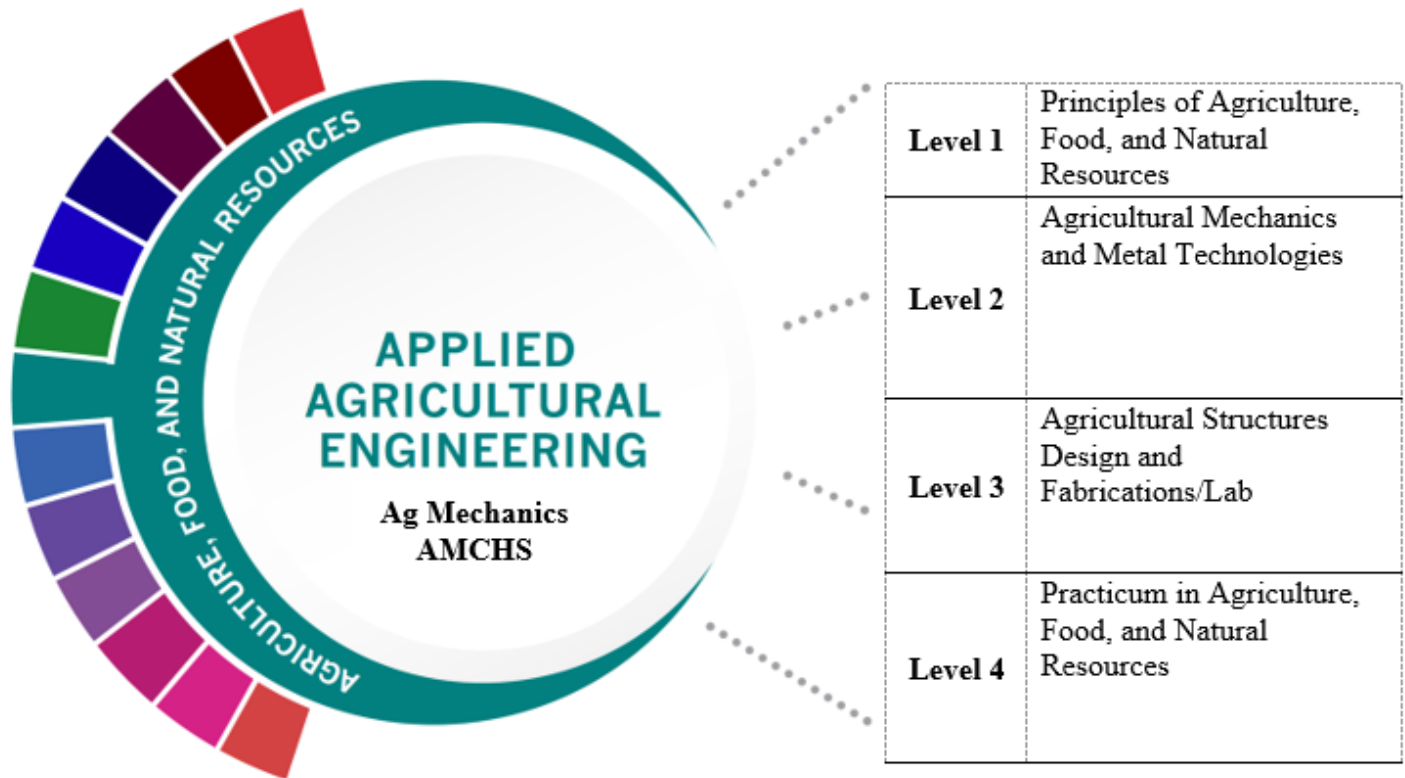 AGRICULTURE, FOOD, AND NATURAL RESOURCES
APPLIED
AGRICULTURAL
ENGINEERING
Ag Mechanics
AMCHS
Level 1
Principles of Agriculture,
Food, and Natural
Resources
Level 2
Agricultural Mechanics
and Metal Technologies
Level 3
Agricultural Structures
Design and
Fabrications/Lab
Level 4
Practicum in Agriculture,
Food, and Natural
Resources